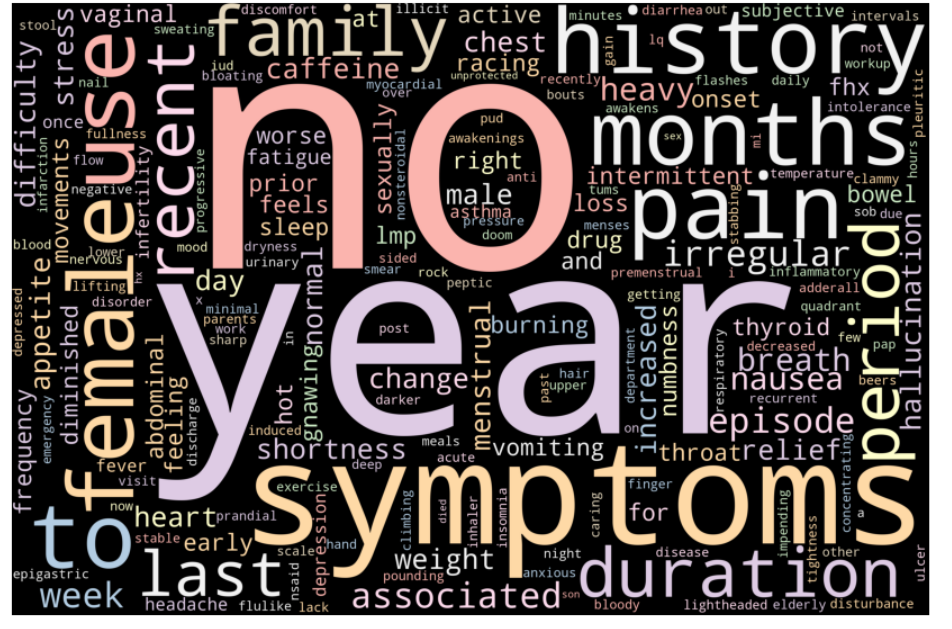 stool
vaginal
discomfort
illicit
minutes
diarrhea
out
subjective
intervals
sweating
family
at
active
history
not
workup
stress
use
recent
iud
bloating
caffeine
myocardial
over
unprotected
chest
racing
gain
lq
recently
bouts
flashes
daily
heavy
onset
awakens
fhx
intolerance
pleuritic
difficulty
nail
once
fullness
flow
infarction
movements
negative
infertility
progressive
no
worse
fatigue
prior
feels
sleep
sexually
nonsteroidal
pud
awakenings
right
anti
male
asthma
pressure
doom
lmp
months
sex
mi
intermittent
temperature
clammy
hours
tums
loss
pain
stabbing
bowel
sob
due
drug
menses
and
irregular
blood
lower
nervous
hx
mood
dryness
urinary
smear
sided
rock
peptic
premenstrual
i
inflammatory
adderall
quadrant
few
pap
period
hallucination
lifting
disorder
female
day
normal
x
minimal
parents
work
sharp
in
year
post
menstrual
burning
getting
numbness
increased
department
respiratory
thyroid
decreased
breath
nausea
recurrent
beers
depressed
appetite
diminished
abdominal
feeling
discharge
hot
gnawing
change
darker
past
upper
hair
on
episode
frequency
emergency
fever
visit
induced
shortness
meals
acute
deep
vomiting
throat
relief
concentrating
a
now
to
heart
prandial
exercise
symptoms
finger
for
caring
impending
tightness
other
ulcer
stable
early
scale
nsaid
depression
hand
climbing
died
inhaler
insomnia
night
anxious
disease
epigastric
week
last
weight
pounding
duration
headache
flulike
lack
associated
son
bloody
lightheaded
elderly
disturbance